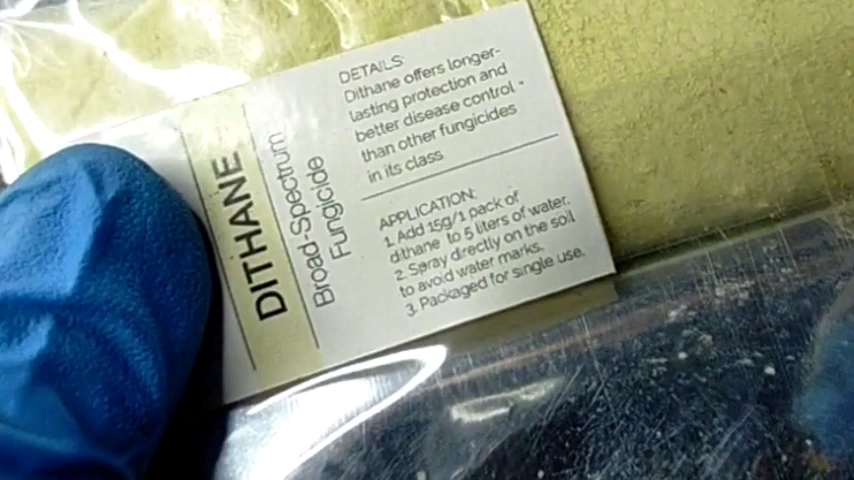 DITHANE
Broad-Spectrum
Fungicide
DETAILS:
Dithane offers longer-
lasting protection and
better disease control -
than other fungicides
in its class
APPLICATION:
1. Add 15g/1 pack of
dithane to 5 liters of water.
2. Spray directly on the soil
to avoid water marks.
3. Packaged for single use.